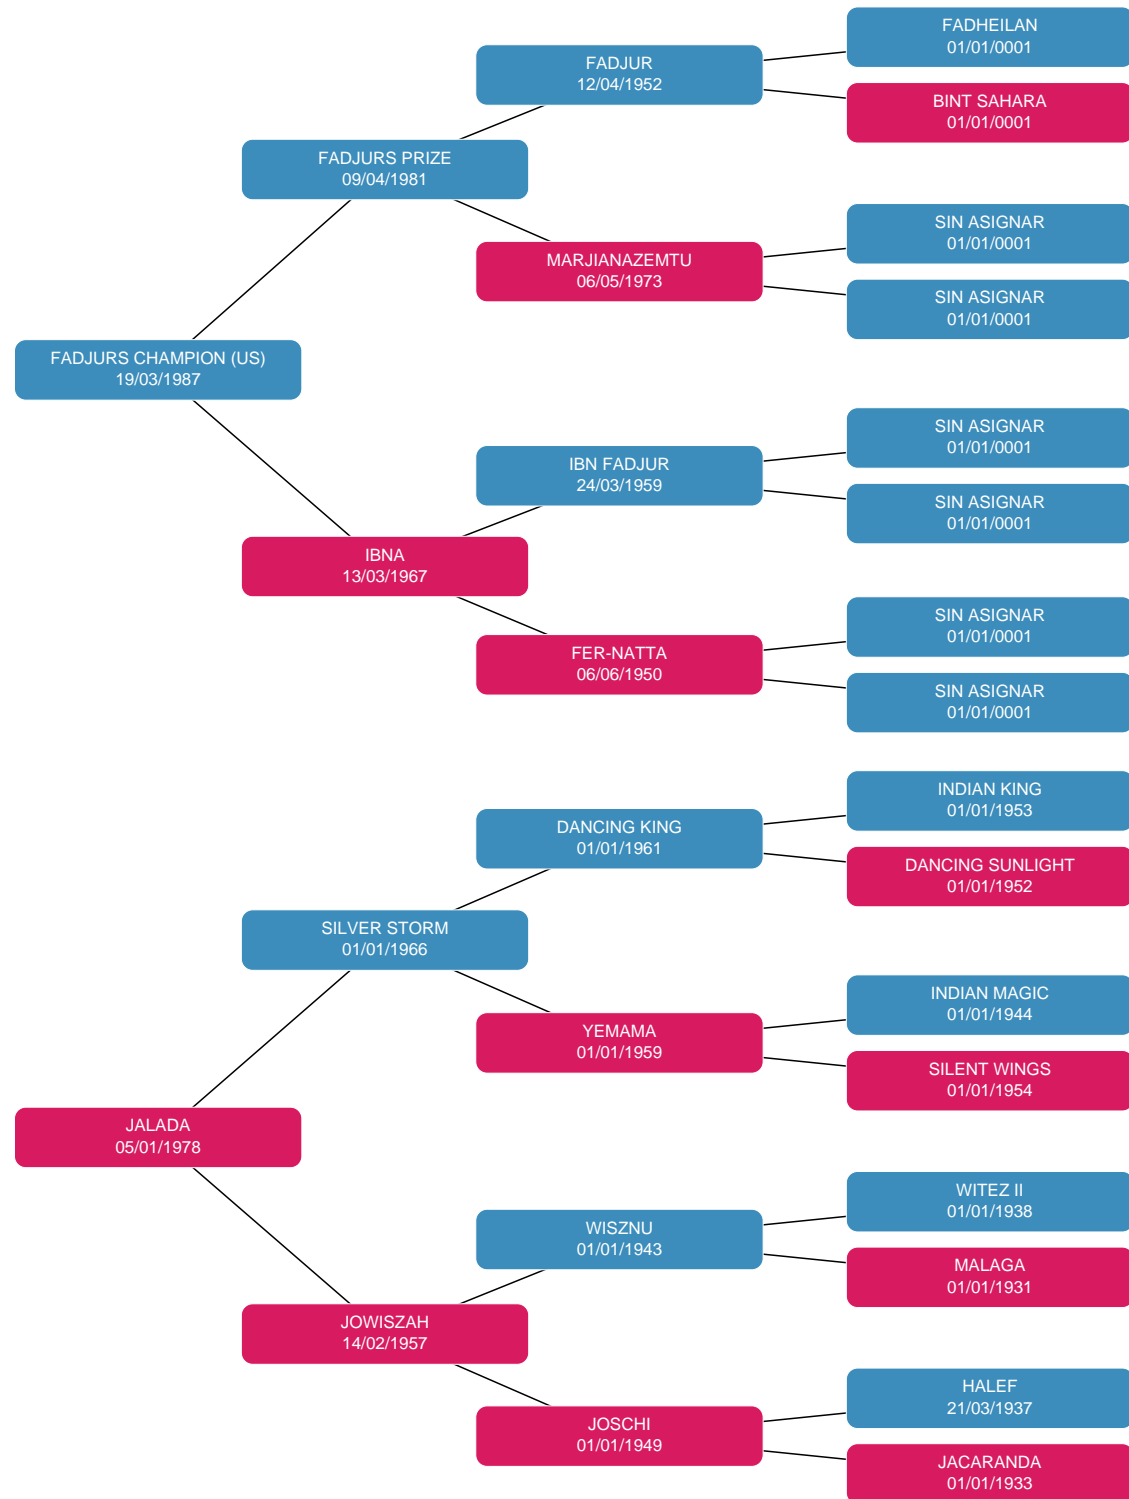 FADHEILAN
01/01/0001
FADJUR
12/04/1952
BINT SAHARA
01/01/0001
FADJURS PRIZE
09/04/1981
SIN ASIGNAR
01/01/0001
MARJIANAZEMTU
06/05/1973
SIN ASIGNAR
01/01/0001
FADJURS CHAMPION (US)
19/03/1987
SIN ASIGNAR
01/01/0001
IBN FADJUR
24/03/1959
SIN ASIGNAR
01/01/0001
IBNA
13/03/1967
SIN ASIGNAR
01/01/0001
FER-NATTA
06/06/1950
SIN ASIGNAR
01/01/0001
INDIAN KING
01/01/1953
DANCING KING
01/01/1961
DANCING SUNLIGHT
01/01/1952
SILVER STORM
01/01/1966
INDIAN MAGIC
01/01/1944
YEMAMA
01/01/1959
SILENT WINGS
01/01/1954
JALADA
05/01/1978
WITEZ II
01/01/1938
WISZNU
01/01/1943
MALAGA
01/01/1931
JOWISZAH
14/02/1957
HALEF
21/03/1937
JOSCHI
01/01/1949
JACARANDA
01/01/1933